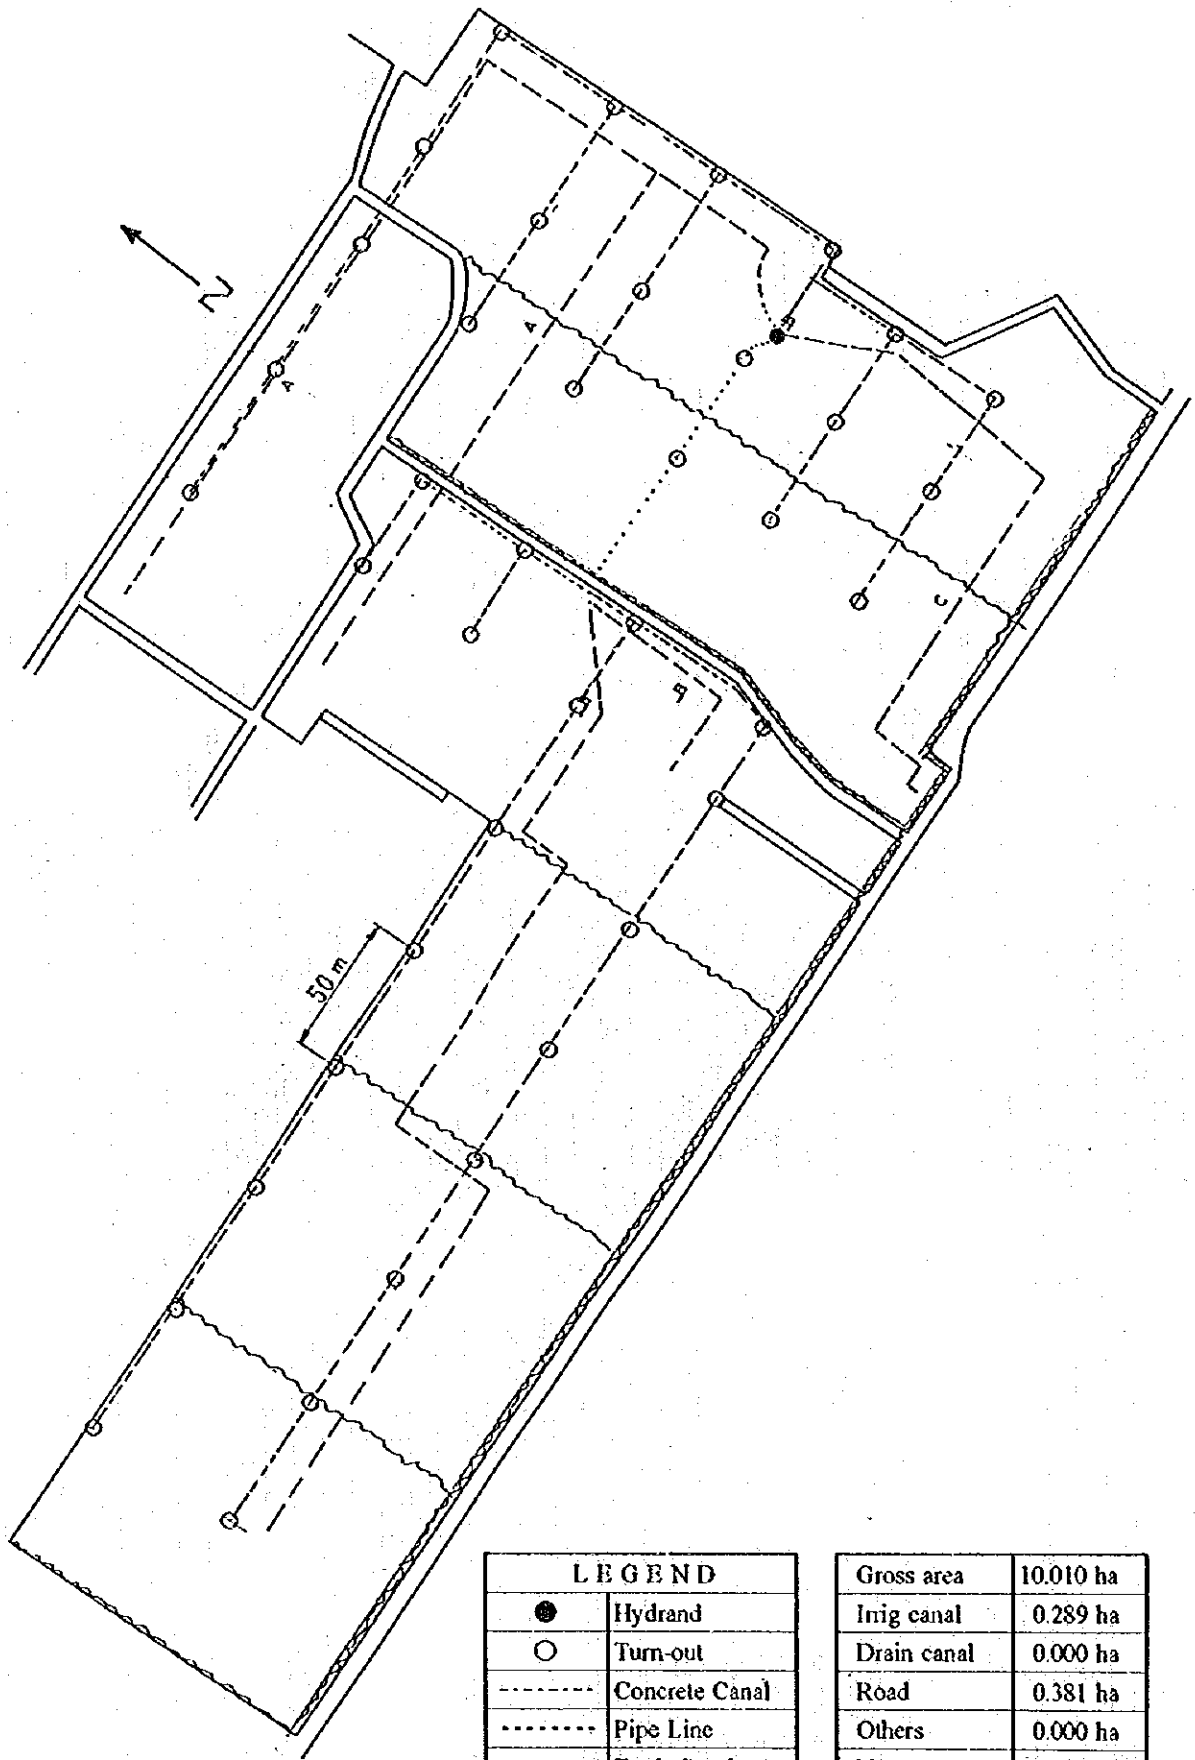 N
A
A
B
C
B
50 m
LEGEND
Hydrand
Turn-out
Concrete Canal
Pipe Line
Gross area 10.010 ha
Irrig canal 0.289 ha
Drain canal 0.000 ha
Road 0.381 ha
Others 0.000 ha